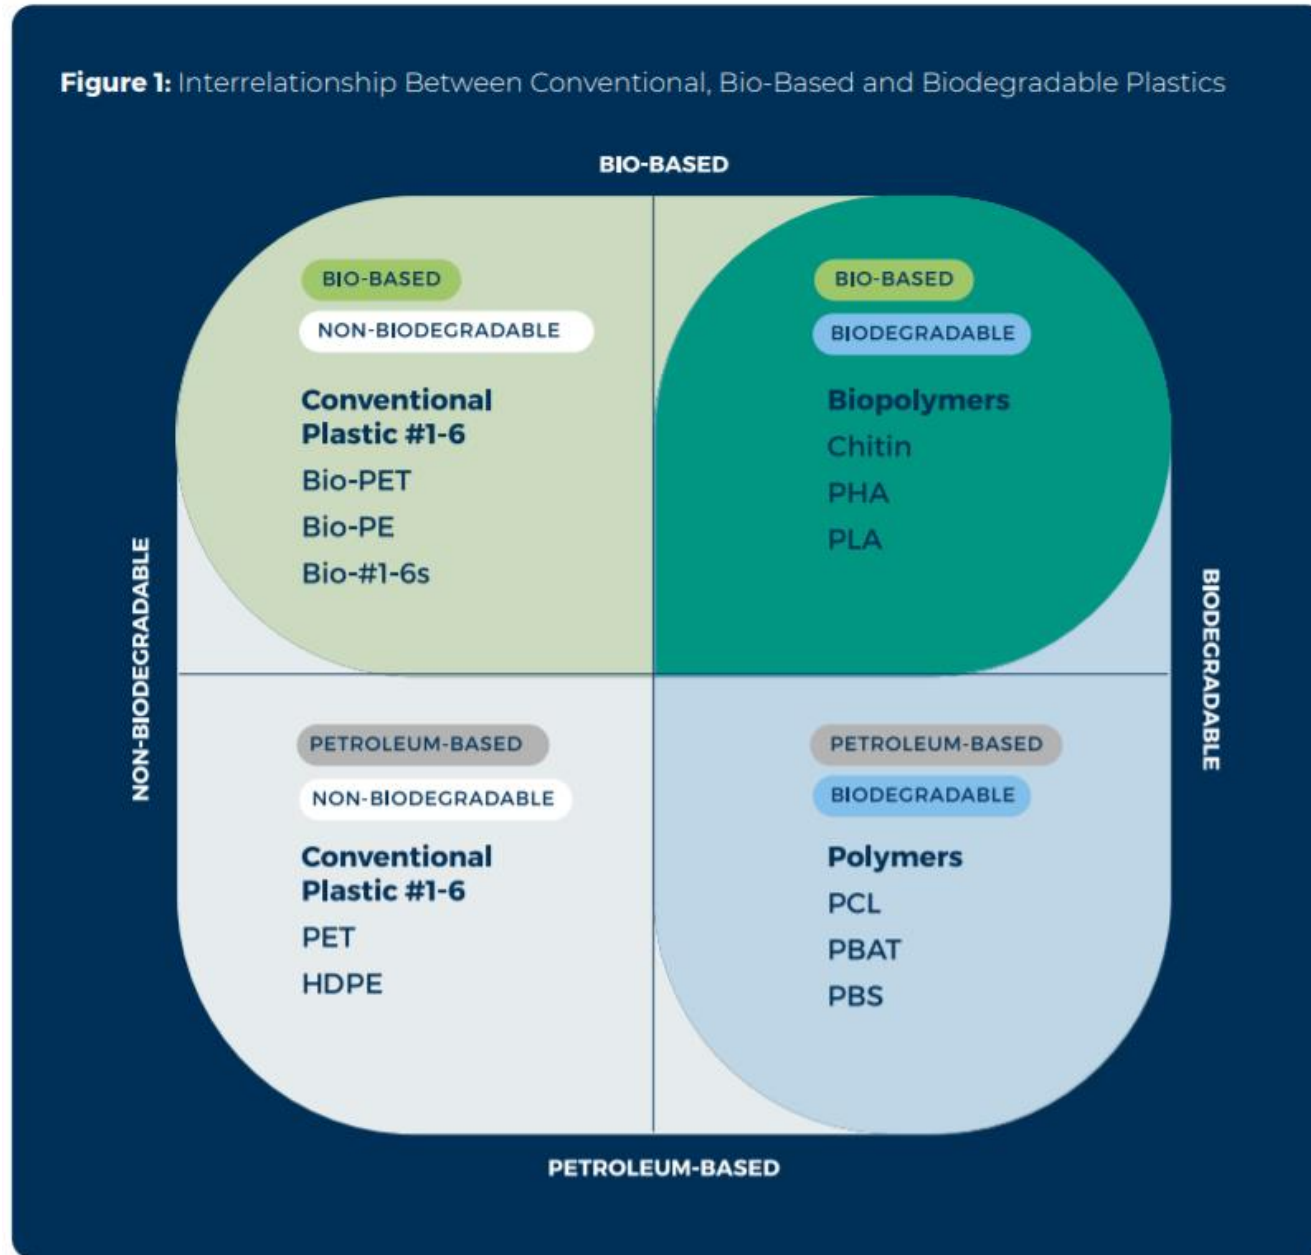 Figure 1: Interrelationship Between Conventional, Bio-Based and Biodegradable Plastics
BIO-BASED
BIO-BASED
NON-BIODEGRADABLE
Conventional
Plastic #1-6
Bio-PET
Bio-PE
Bio-#1-6s
BIO-BASED
BIODEGRADABLE
Biopolymers
Chitin
PHA
PLA
NON-BIODEGRADABLE
BIODEGRADABLE
PETROLEUM-BASED
NON-BIODEGRADABLE
Conventional
Plastic #1-6
PET
HDPE
PETROLEUM-BASED
BIODEGRADABLE
Polymers
PCL
PBAT
PBS
PETROLEUM-BASED